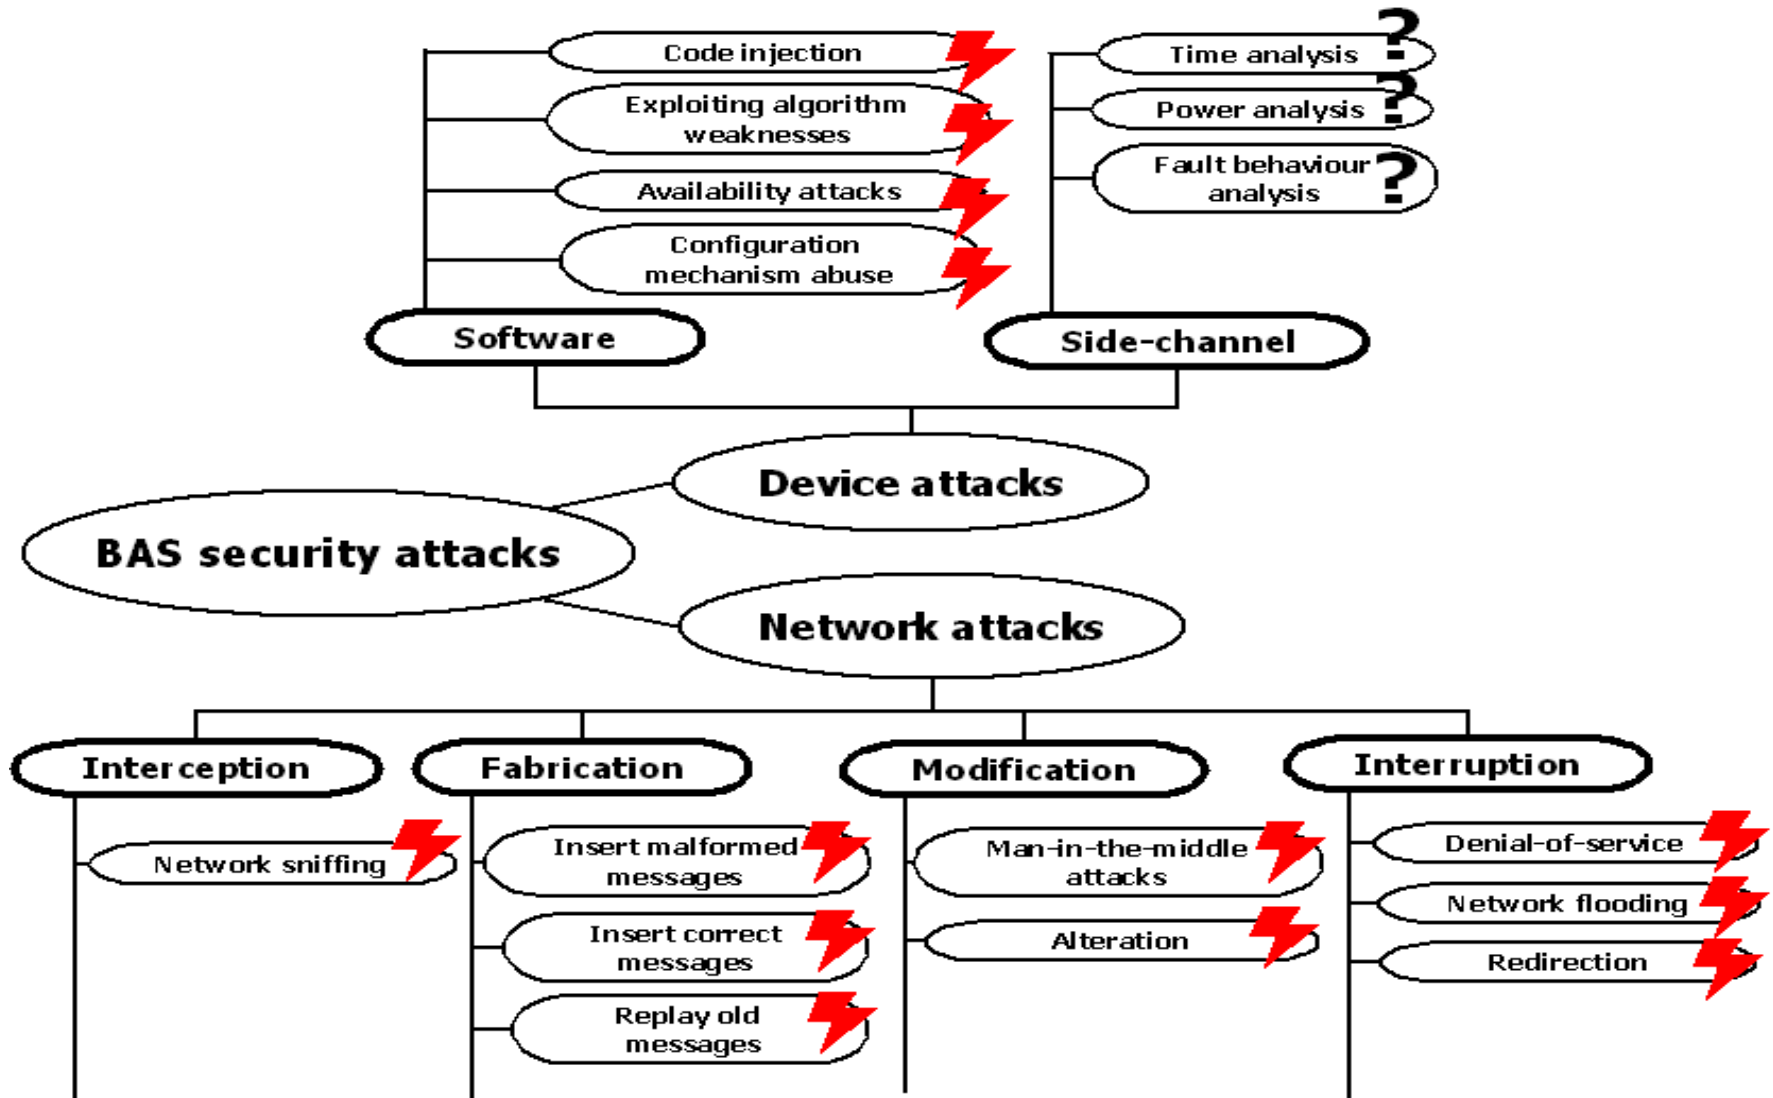 Code injection
Exploiting algorithm
weaknesses
Availability attacks
Configuration
mechanism abuse
Software
Time analysis
?
Power analysis
?
Fault behaviour
analysis
?
Side-channel
Device attacks
BAS security attacks
Network attacks
Interception
Network sniffing
Fabrication
Insert malformed
messages
Insert correct
messages
Replay old
messages
Modification
Man-in-the-middle
attacks
Alteration
Interruption
Denial-of-service
Network flooding
Redirection